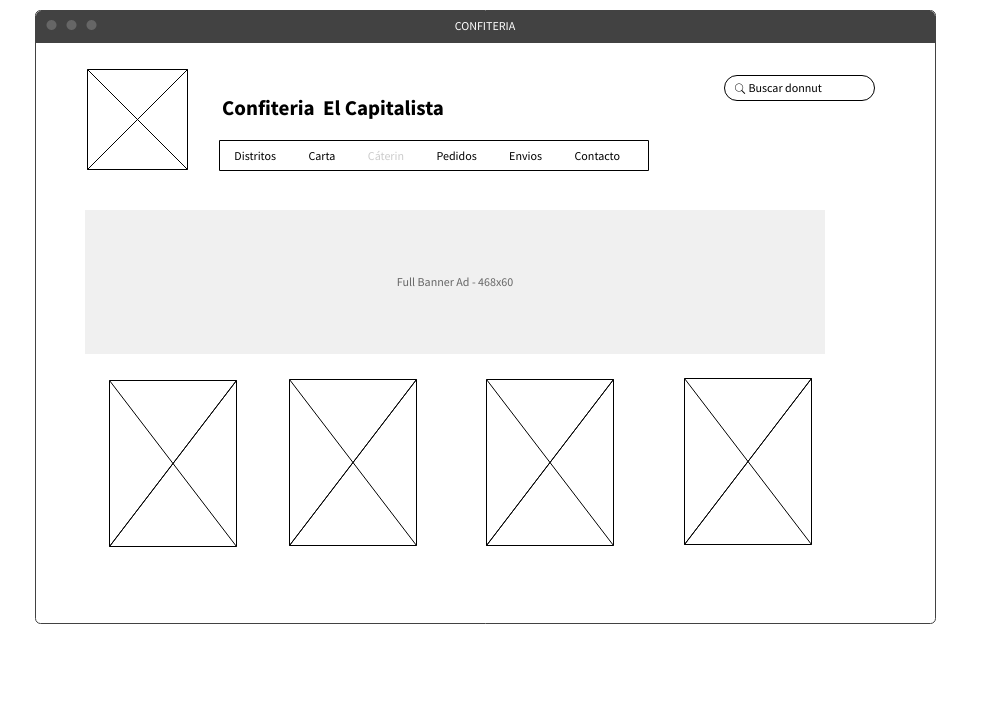 CONFITERIA
Buscar donnut
Confiteria  El Capitalista
Distritos Carta Cáterin Pedidos Envios Contacto
Full Banner Ad - 468x60